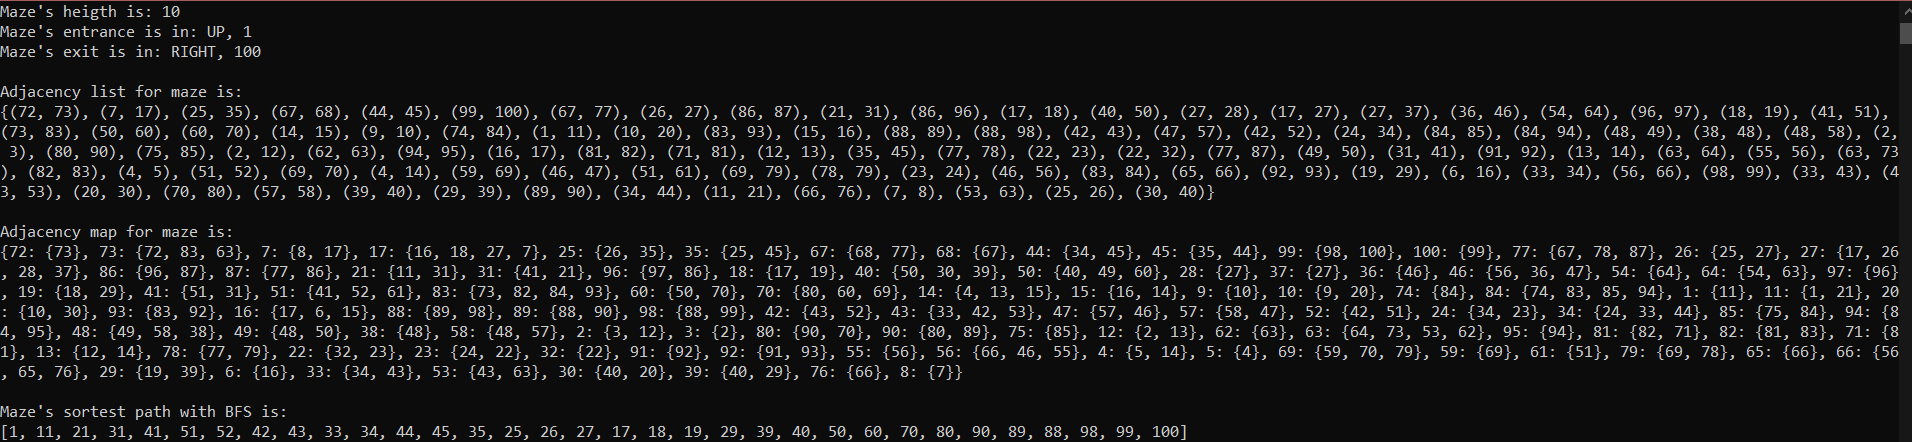 Maze's heigth is: 10
Maze's entrance is in: UP, 1
Maze's exit is in: RIGHT, 100
Adjacency list for maze is:
{(72, 73), (7, 17), (25, 35), (67, 68), (44, 45), (99, 100), (67, 77), (26, 27), (86, 87), (21, 31), (86, 96), (17, 18), (40, 50), (27, 28), (17, 27), (27, 37), (36, 46), (54, 64), (96, 97), (18, 19), (41, 51),
(73, 83), (50, 60), (60, 70), (14, 15), (9, 10), (74, 84), (1, 11), (10, 20), (83, 93), (15, 16), (88, 89), (88, 98), (42, 43), (47, 57), (42, 52), (24, 34), (84, 85), (84, 94), (48, 49), (38, 48), (48, 58), (2,
 3), (80, 90), (75, 85), (2, 12), (62, 63), (94, 95), (16, 17), (81, 82), (71, 81), (12, 13), (35, 45), (77, 78), (22, 23), (22, 32), (77, 87), (49, 50), (31, 41), (91, 92), (13, 14), (63, 64), (55, 56), (63, 73
), (82, 83), (4, 5), (51, 52), (69, 70), (4, 14), (59, 69), (46, 47), (51, 61), (69, 79), (78, 79), (23, 24), (46, 56), (83, 84), (65, 66), (92, 93), (19, 29), (6, 16), (33, 34), (56, 66), (98, 99), (33, 43), (4
3, 53), (20, 30), (70, 80), (57, 58), (39, 40), (29, 39), (89, 90), (34, 44), (11, 21), (66, 76), (7, 8), (53, 63), (25, 26), (30, 40)}
Adjacency map for maze is:
{72: {73}, 73: {72, 83, 63}, 7: {8, 17}, 17: {16, 18, 27, 7}, 25: {26, 35}, 35: {25, 45}, 67: {68, 77}, 68: {67}, 44: {34, 45}, 45: {35, 44}, 99: {98, 100}, 100: {99}, 77: {67, 78, 87}, 26: {25, 27}, 27: {17, 26
, 28, 37}, 86: {96, 87}, 87: {77, 86}, 21: {11, 31}, 31: {41, 21}, 96: {97, 86}, 18: {17, 19}, 40: {50, 30, 39}, 50: {40, 49, 60}, 28: {27}, 37: {27}, 36: {46}, 46: {56, 36, 47}, 54: {64}, 64: {54, 63}, 97: {96}
, 19: {18, 29}, 41: {51, 31}, 51: {41, 52, 61}, 83: {73, 82, 84, 93}, 60: {50, 70}, 70: {80, 60, 69}, 14: {4, 13, 15}, 15: {16, 14}, 9: {10}, 10: {9, 20}, 74: {84}, 84: {74, 83, 85, 94}, 1: {11}, 11: {1, 21}, 20
: {10, 30}, 93: {83, 92}, 16: {17, 6, 15}, 88: {89, 98}, 89: {88, 90}, 98: {88, 99}, 42: {43, 52}, 43: {33, 42, 53}, 47: {57, 46}, 57: {58, 47}, 52: {42, 51}, 24: {34, 23}, 34: {24, 33, 44}, 85: {75, 84}, 94: {8
4, 95}, 48: {49, 58, 38}, 49: {48, 50}, 38: {48}, 58: {48, 57}, 2: {3, 12}, 3: {2}, 80: {90, 70}, 90: {80, 89}, 75: {85}, 12: {2, 13}, 62: {63}, 63: {64, 73, 53, 62}, 95: {94}, 81: {82, 71}, 82: {81, 83}, 71: {8
1}, 13: {12, 14}, 78: {77, 79}, 22: {32, 23}, 23: {24, 22}, 32: {22}, 91: {92}, 92: {91, 93}, 55: {56}, 56: {66, 46, 55}, 4: {5, 14}, 5: {4}, 69: {59, 70, 79}, 59: {69}, 61: {51}, 79: {69, 78}, 65: {66}, 66: {56
, 65, 76}, 29: {19, 39}, 6: {16}, 33: {34, 43}, 53: {43, 63}, 30: {40, 20}, 39: {40, 29}, 76: {66}, 8: {7}}
Maze's sortest path with BFS is:
[1, 11, 21, 31, 41, 51, 52, 42, 43, 33, 34, 44, 45, 35, 25, 26, 27, 17, 18, 19, 29, 39, 40, 50, 60, 70, 80, 90, 89, 88, 98, 99, 100]